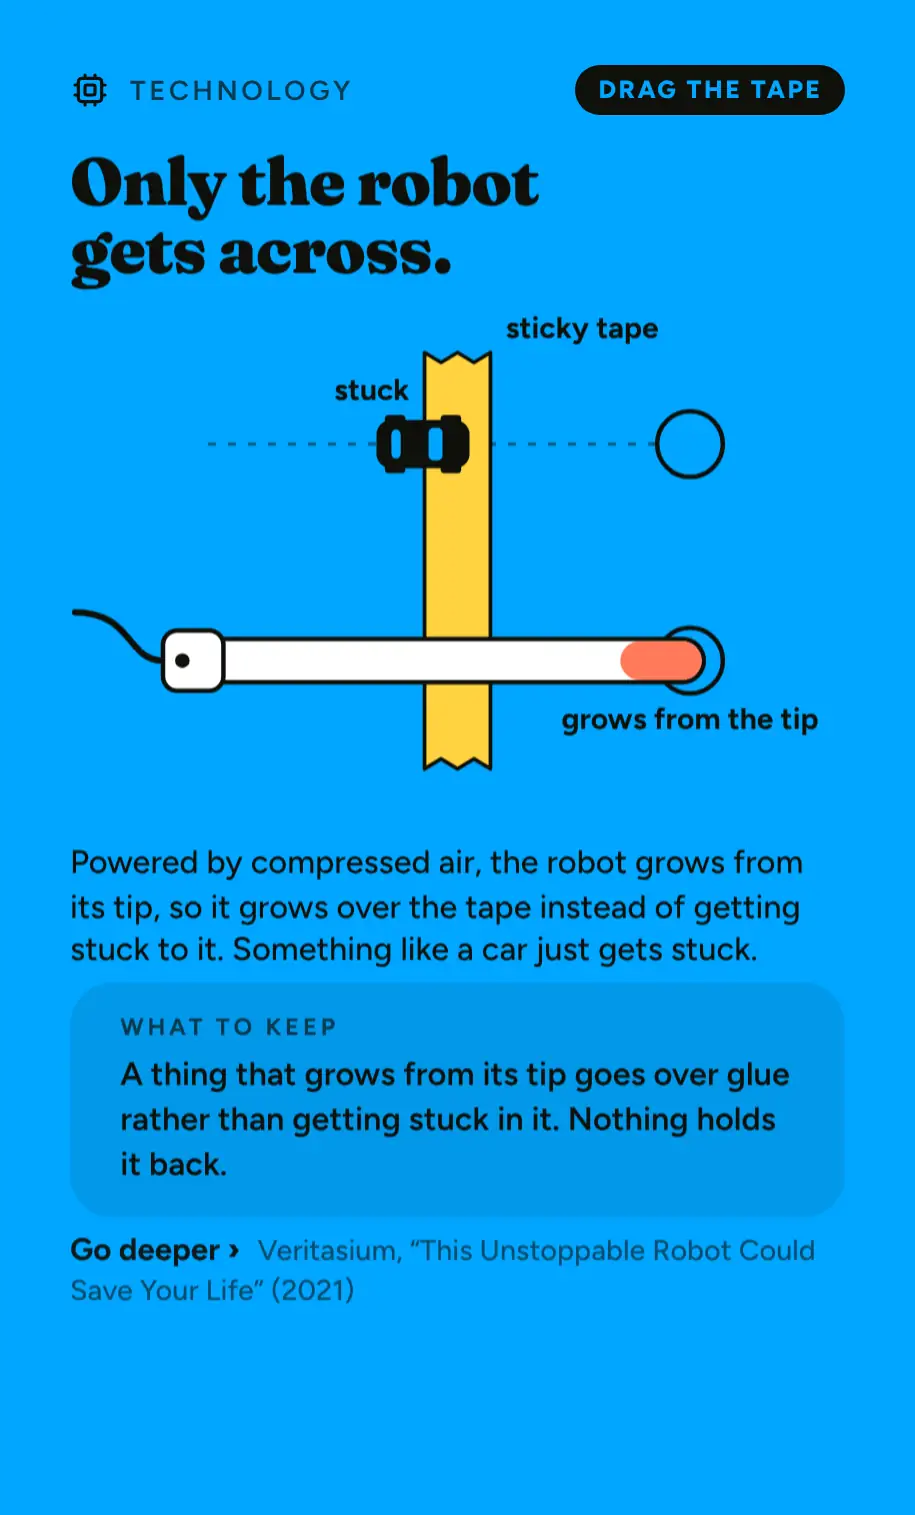 TECHNOLOGY
DRAG THE TAPE
Only the robot
gets across.
sticky tape
stuck
grows from the tip
Powered by compressed air, the robot grows from
its tip, so it grows over the tape instead of getting
stuck to it. Something like a car just gets stuck.
WHAT TO KEEP
A thing that grows from its tip goes over glue
rather than getting stuck in it. Nothing holds
it back.
Go deeper › Veritasium, “This Unstoppable Robot Could
Save Your Life” (2021)